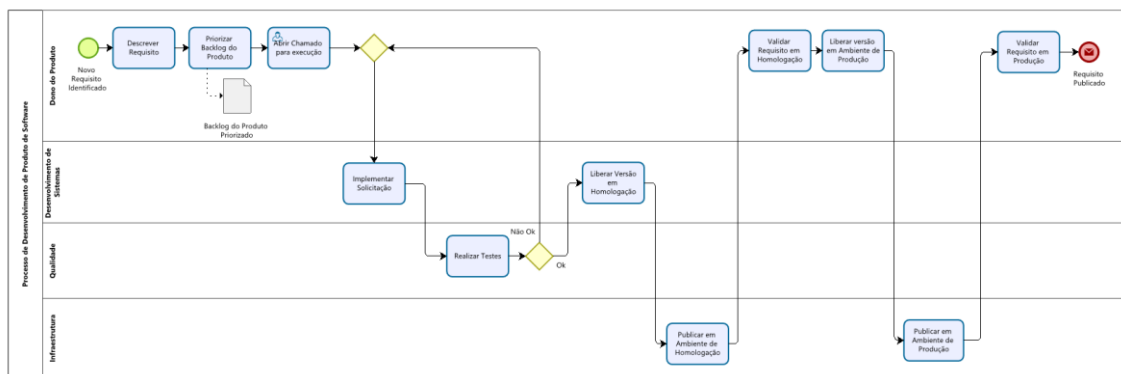 Processo de Desenvolvimento de Produto de Software
Dono do Produto
Novo
Requisito
Identificado
Descrever
Requisito
Priorizar
Backlog do
Produto
Backlog do Produto
Priorizado
Abrir Chamado
para execução
Validar
Requisito em
Homologação
Liberar versão
em Ambiente de
Produção
Validar
Requisito em
Produção
Requisito
Publicado
Desenvolvimento de
Sistemas
Implementar
Solicitação
Liberar Versão
em
Homologação
Qualidade
Realizar Testes
Não Ok
Ok
Infraestrutura
Publicar em
Ambiente de
Homologação
Publicar em
Ambiente de
Produção